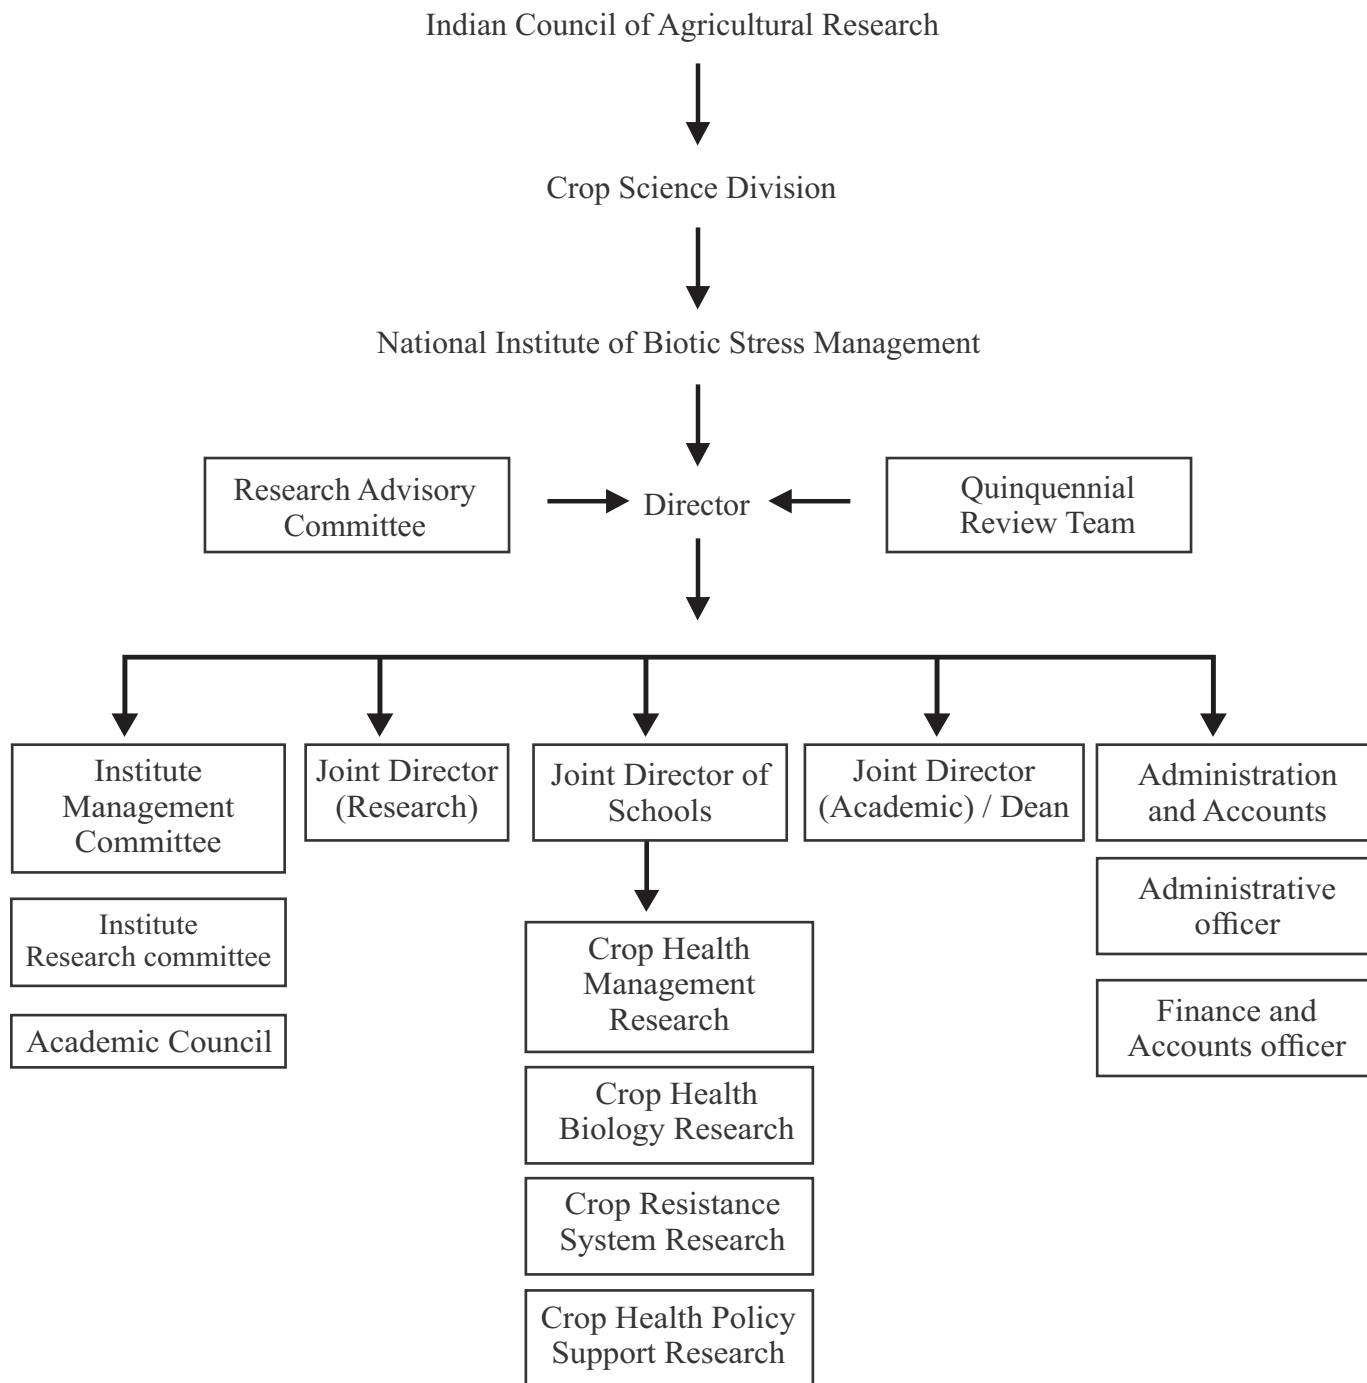 Indian Council of Agricultural Research
Crop Science Division
National Institute of Biotic Stress Management
Research Advisory
Committee
Director
Quinquennial
Review Team
Institute
Management
Committee
Joint Director
(Research)
Joint Director of
Schools
Joint Director
(Academic) / Dean
Administration
and Accounts
Institute
Research committee
Academic Council
Crop Health
Management
Research
Crop Health
Biology Research
Crop Resistance
System Research
Crop Health Policy
Support Research
Administrative
officer
Finance and
Accounts officer